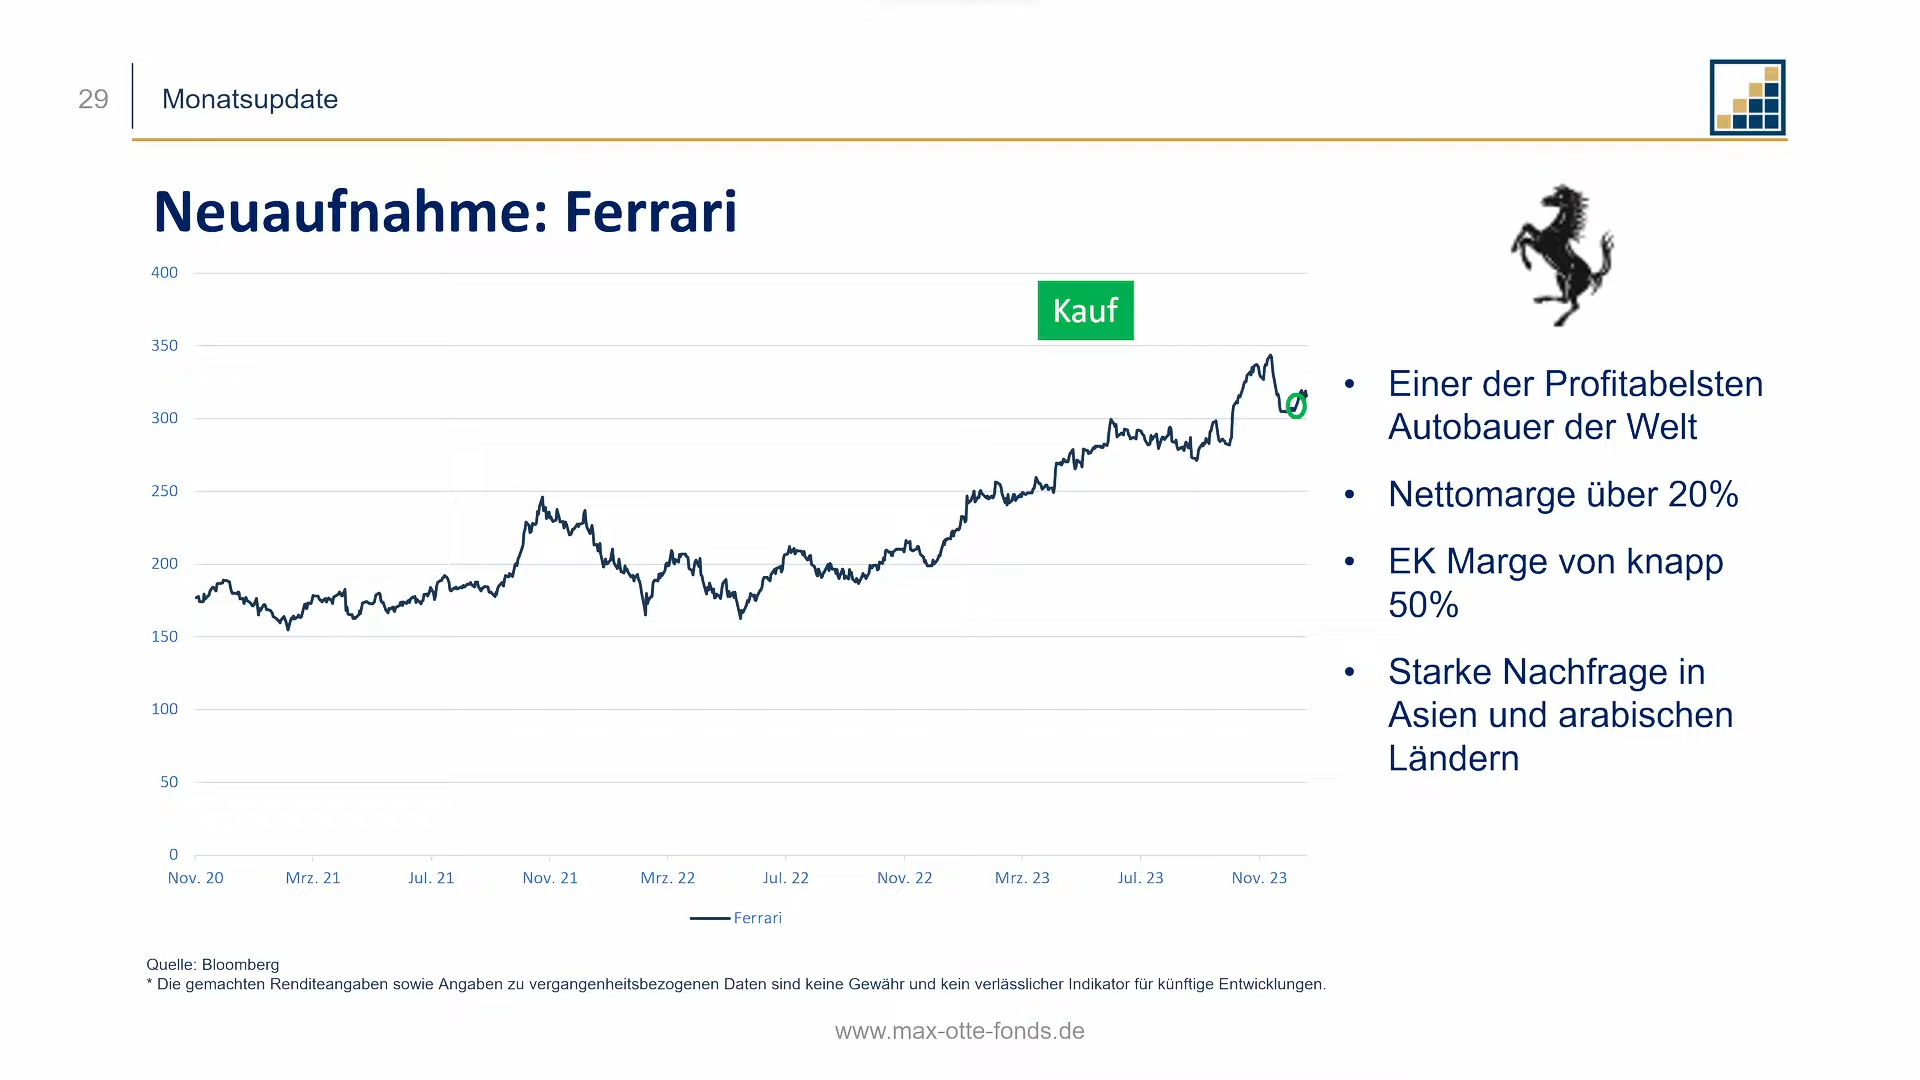 29
Monatsupdate
Neuaufnahme: Ferrari
400
350
300
250
200
150
100
50
0
Kauf
Nov. 20
Mrz. 21
Jul. 21
Nov. 21
Mrz. 22
Jul. 22
Nov. 22
Mrz. 23
Jul. 23
Nov. 23
Ferrari
• Einer der Profitabelsten
Autobauer der Welt
• Nettomarge über 20%
• EK Marge von knapp
50%
• Starke Nachfrage in
Asien und arabischen
Ländern
Quelle: Bloomberg
* Die gemachten Renditeangaben sowie Angaben zu vergangenheitsbezogenen Daten sind keine Gewähr und kein verlässlicher Indikator für künftige Entwicklungen.
www.max-otte-fonds.de